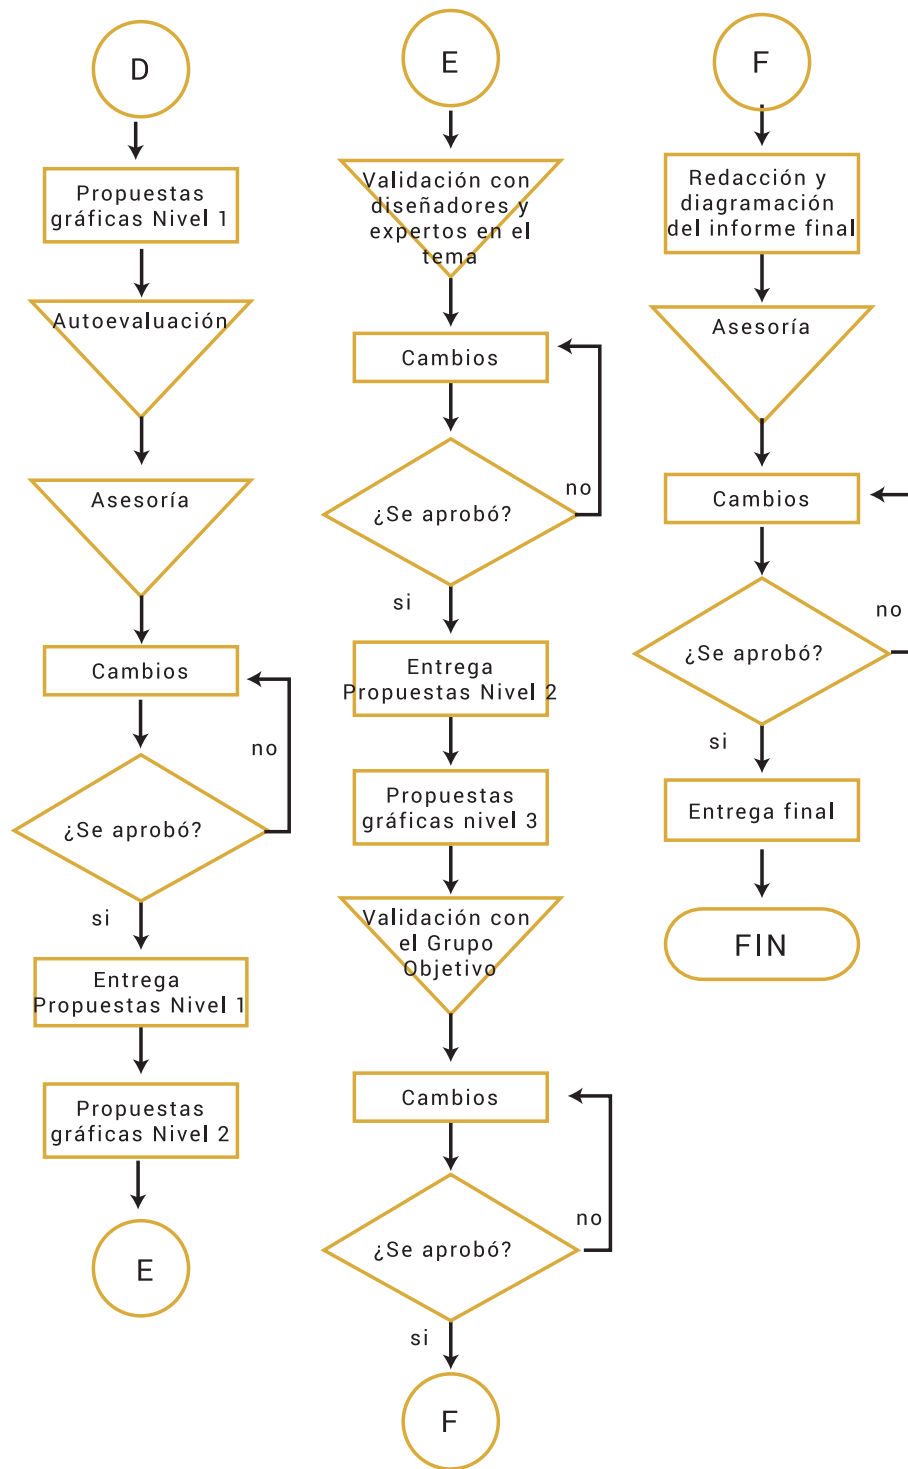 D
Propuestas
gráficas Nivel 1
Autoevaluación
Asesoría
Cambios
no
¿Se aprobó?
si
Entrega
Propuestas Nivel 1
Propuestas
gráficas Nivel 2
E
E
Validación con
diseñadores y
expertos en el
tema
Cambios
no
¿Se aprobó?
si
Entrega
Propuestas Nivel 2
Propuestas
gráficas nivel 3
Validación con
el Grupo
Objetivo
Cambios
no
¿Se aprobó?
si
F
F
Redacción y
diagramación
del informe final
Asesoría
Cambios
no
¿Se aprobó?
si
Entrega final
FIN